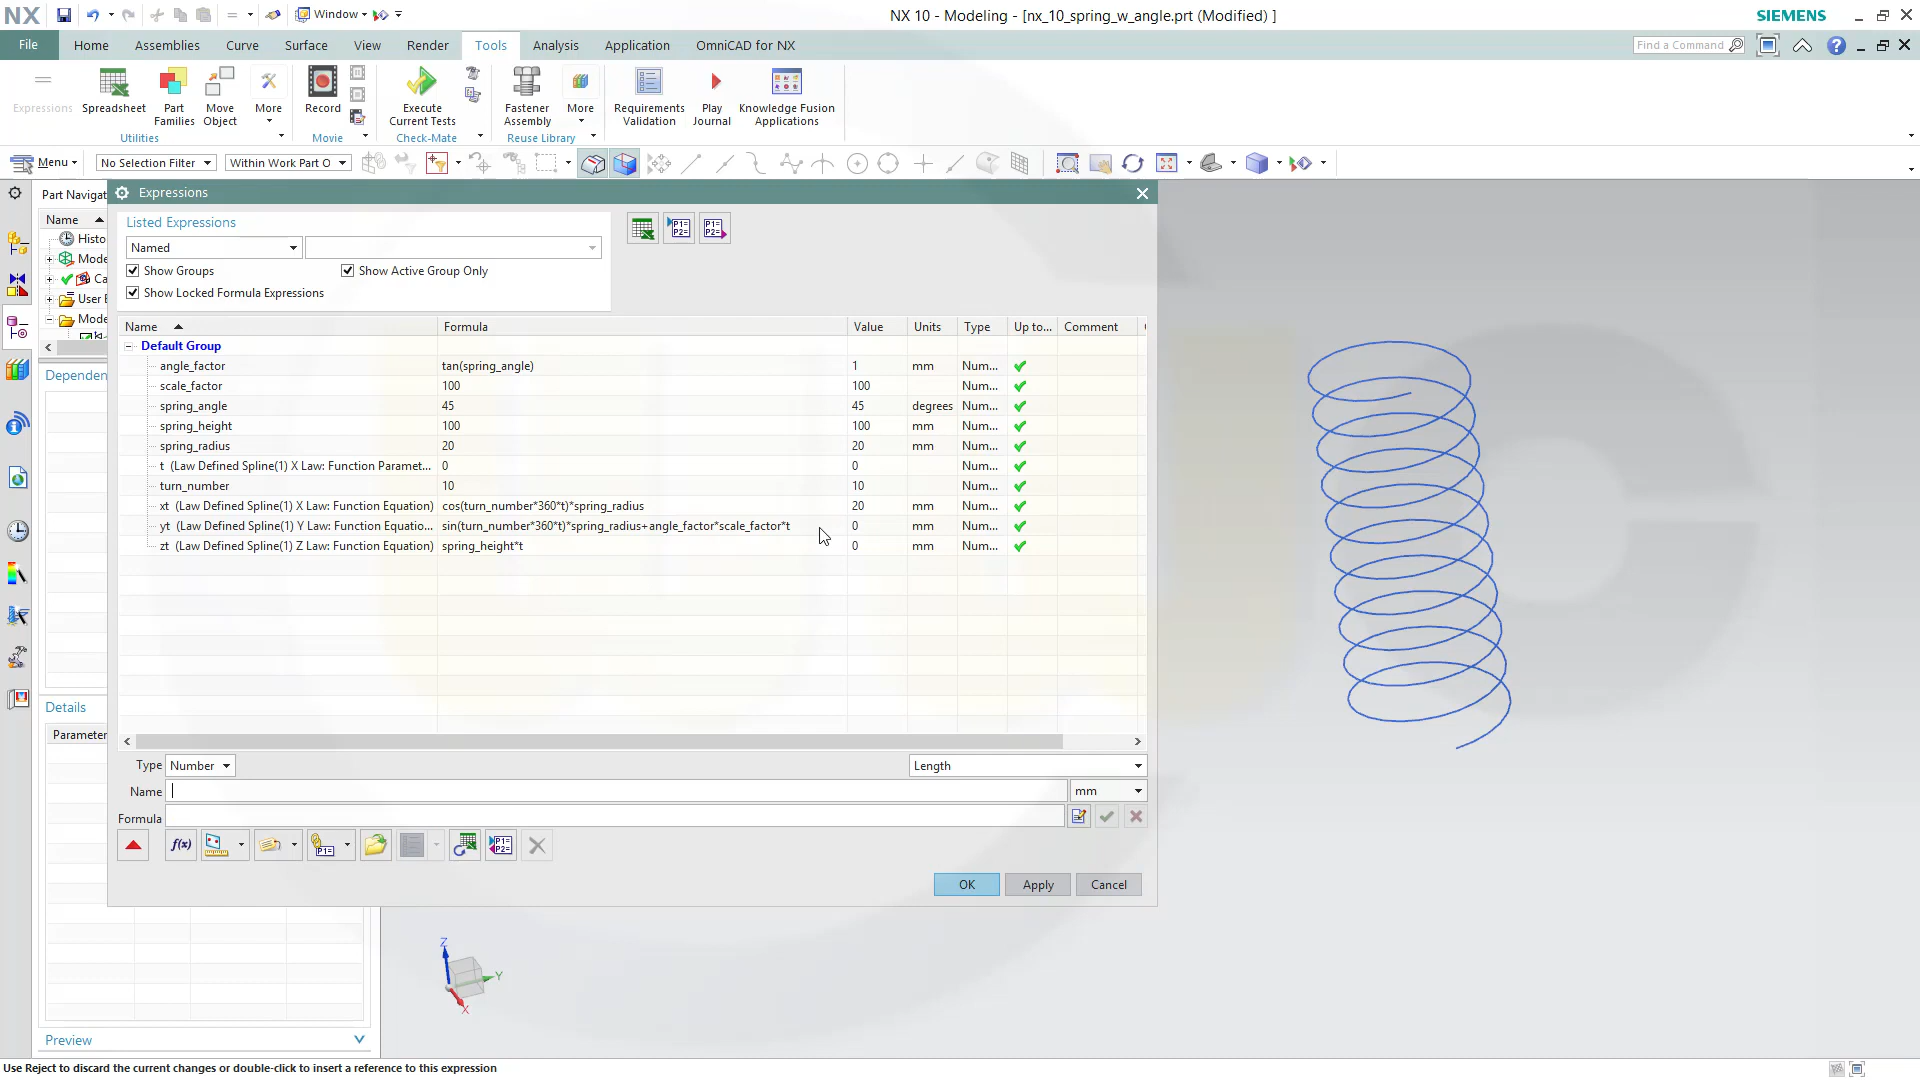 NX
Window
NX 10 - Modeling - [nx_10_spring_w_angle.prt (Modified) ]
SIEMENS
File
Home
Assemblies
Curve
Surface
Render
View
Tools
Analysis
Application
OmniCAD for NX
Find a Command
Expressions
Spreadsheet
Part
Families
Move
Object
More
Record
Execute
Current Tests
Fastener
Assembly
More
Requirements
Validation
Play
Journal
Knowledge Fusion
Applications
Utilities
Movie
Check-Mate
Reuse Library
Menu
No Selection Filter
Within Work Part O
Part Navigat
Name
Histo
Mode
Ca
User E
Mode
Dependen
Details
Parameter
Preview
Expressions
Listed Expressions
Named
Show Groups
Show Active Group Only
Show Locked Formula Expressions
P1=
P2=
P1=
P2=
Name Formula Value Units Type Up to... Comment
Default Group
angle_factor tan(spring_angle) 1 mm Num...
scale_factor 100 100 Num...
spring_angle 45 45 degrees Num...
spring_height 100 100 mm Num...
spring_radius 20 20 mm Num...
t (Law Defined Spline(1) X Law: Function Paramet... 0 0 Num...
turn_number 10 10 Num...
xt (Law Defined Spline(1) X Law: Function Equation) cos(turn_number*360*t)*spring_radius 20 mm Num...
yt (Law Defined Spline(1) Y Law: Function Equatio... sin(turn_number*360*t)*spring_radius+angle_factor*scale_factor*t 0 mm Num...
zt (Law Defined Spline(1) Z Law: Function Equation) spring_height*t 0 mm Num...
Type Number Length
Name mm
Formula
f(x)
P1=
P1=
P2=
OK Apply Cancel
Z
Y
X
Use Reject to discard the current changes or double-click to insert a reference to this expression